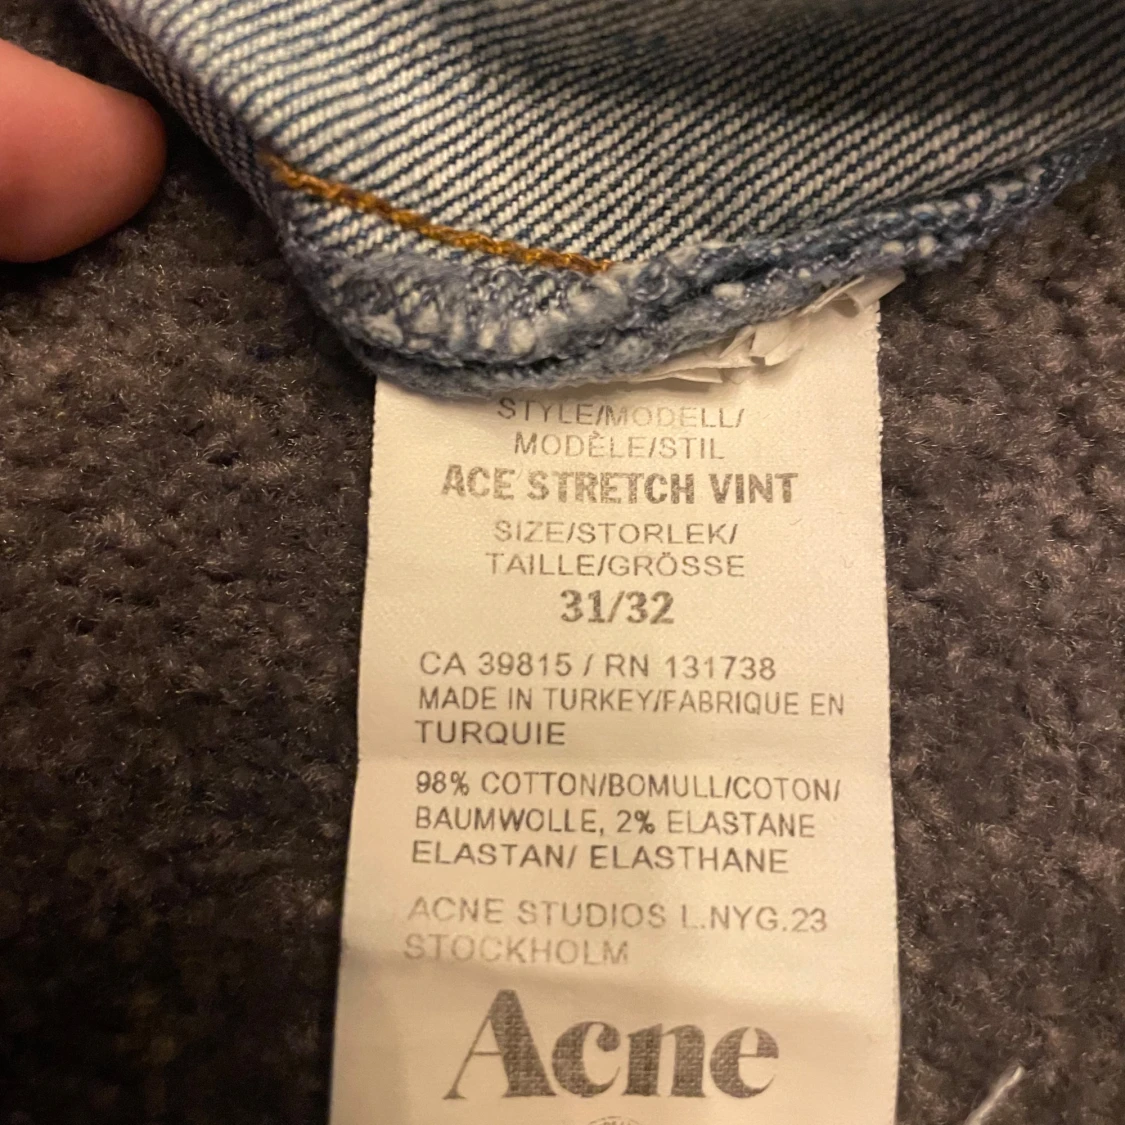 STYLE/MODELL/
MODÈLE/STIL
ACE STRETCH VINT
SIZE/STORLEK/
TAILLE/GRÖSSE
31/32
CA 39815 / RN 131738
MADE IN TURKEY/FABRIQUE EN
TURQUIE
98% COTTON/BOMULL/COTON/
BAUMWOLLE, 2% ELASTANE
ELASTAN/ ELASTHANE
ACNE STUDIOS L.NYG.23
STOCKHOLM
Acne